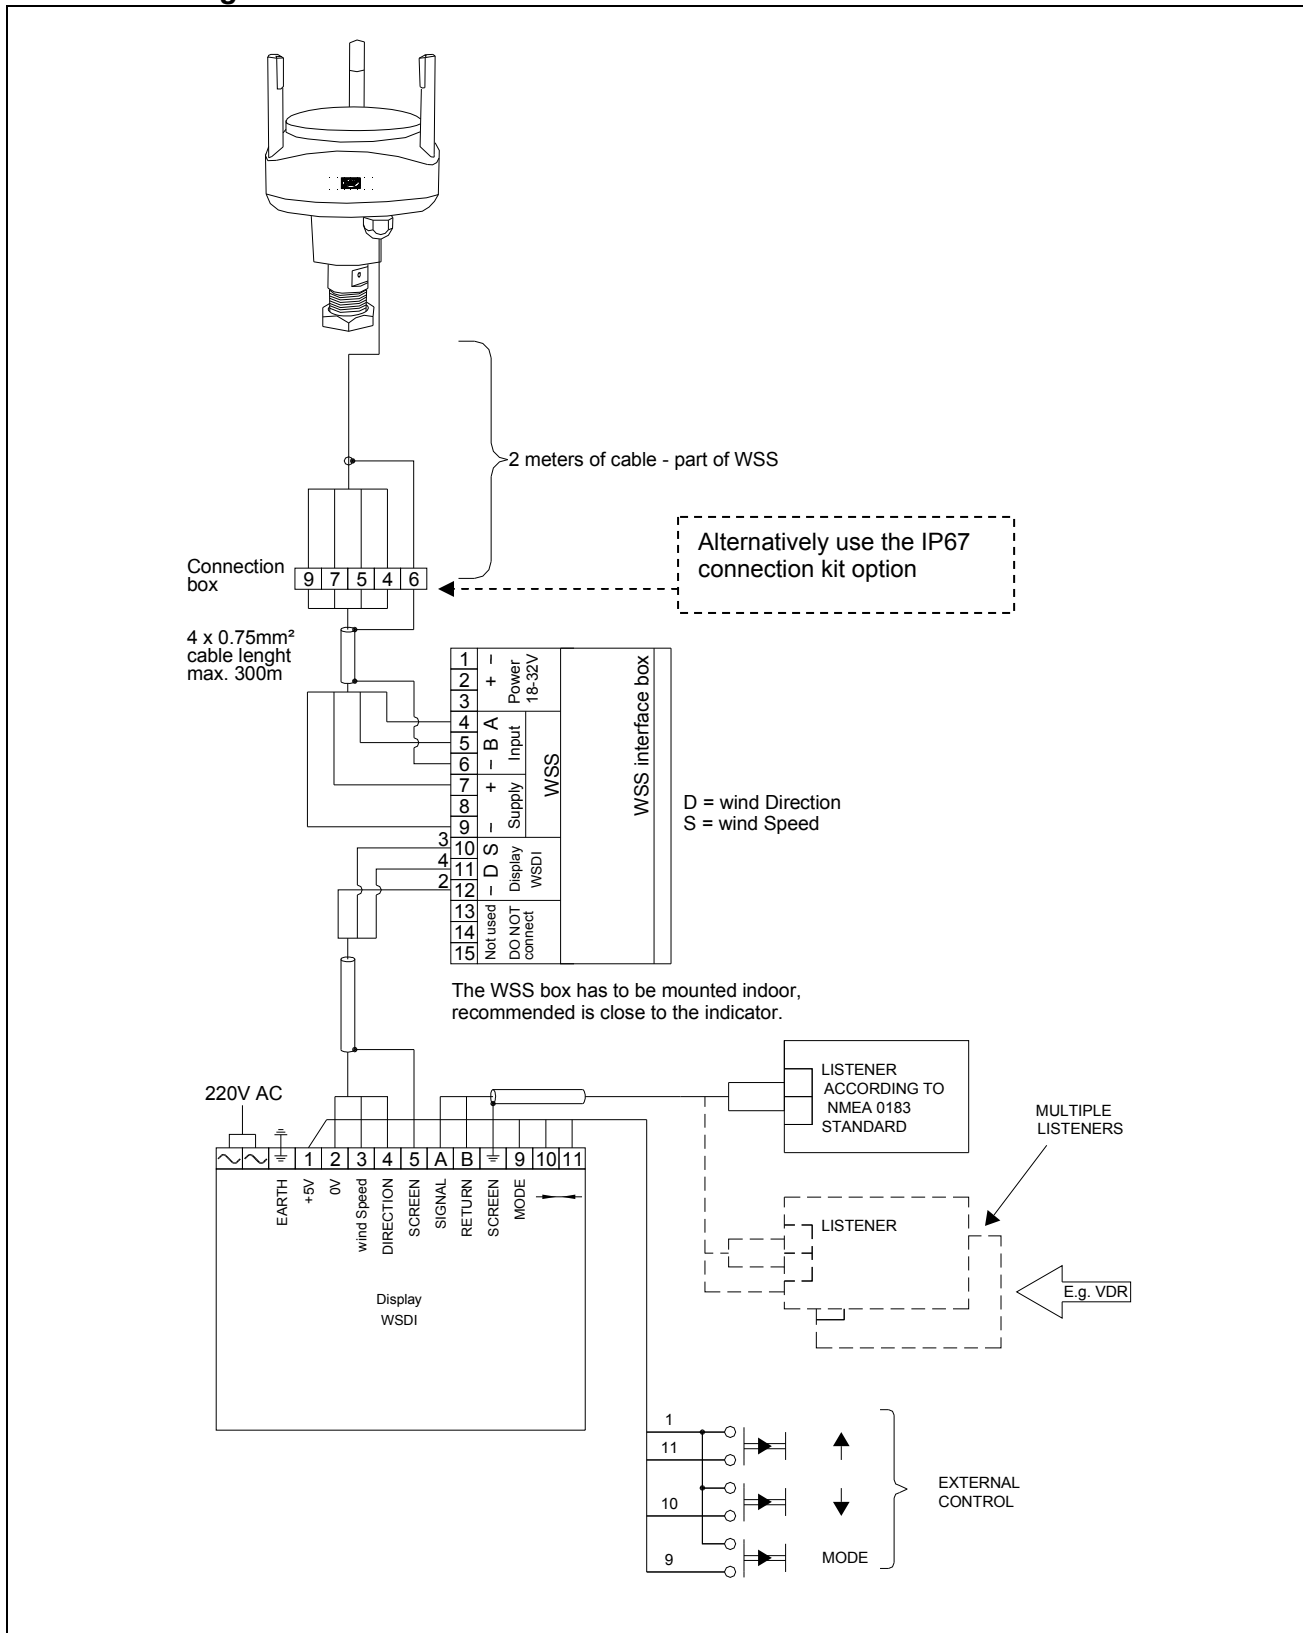 2 meters of cable - part of WSS
Alternatively use the IP67
connection kit option
Connection
box
9 7 5 4 6
4 x 0.75mm²
cable lenght
max. 300m
1 −
2 +
3
Power
18-32V
4 A
5 B
6 −
Input
7 +
8
9 −
Supply
WSS
3 10 S
4 11 D
2 12 −
Display
WSDI
13
14
15
Not used
DO NOT
connect
WSS interface box
D = wind Direction
S = wind Speed
The WSS box has to be mounted indoor,
recommended is close to the indicator.
220V AC
1 2 3 4 5 A B 9 10 11
EARTH
+5V
0V
wind Speed
DIRECTION
SCREEN
SIGNAL
RETURN
SCREEN
MODE
Display
WSDI
LISTENER
ACCORDING TO
NMEA 0183
STANDARD
MULTIPLE
LISTENERS
LISTENER
E.g. VDR
1
11
10
9
MODE
EXTERNAL
CONTROL